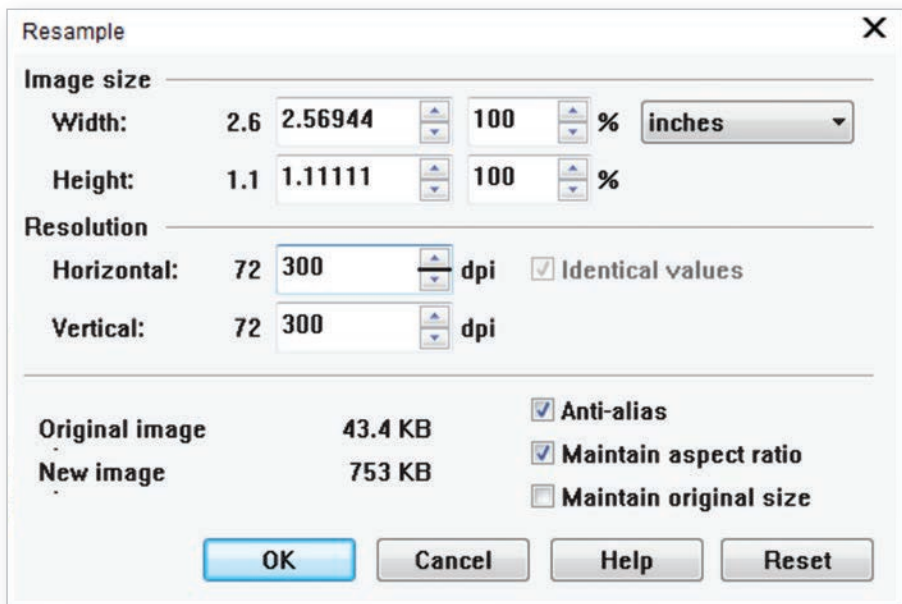 Resample
Image size
Width: 2.6 2.56944 100 % inches
Height: 1.1 1.11111 100 %
Resolution
Horizontal: 72 300 dpi Identical values
Vertical: 72 300 dpi
Anti-alias
Original image 43.4 KB
Maintain aspect ratio
New image 753 KB
Maintain original size
OK Cancel Help Reset